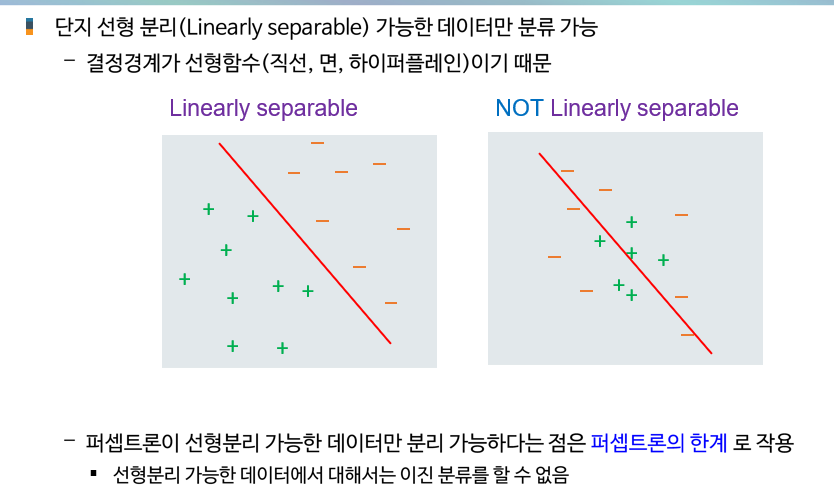 단지 선형 분리(Linearly separable) 가능한 데이터만 분류 가능
– 결정경계가 선형함수(직선, 면, 하이퍼플레인)이기 때문
Linearly separable
NOT Linearly separable
– 퍼셉트론이 선형분리 가능한 데이터만 분리 가능하다는 점은 퍼셉트론의 한계 로 작용
▪ 선형분리 가능한 데이터에서 대해서는 이진 분류를 할 수 없음